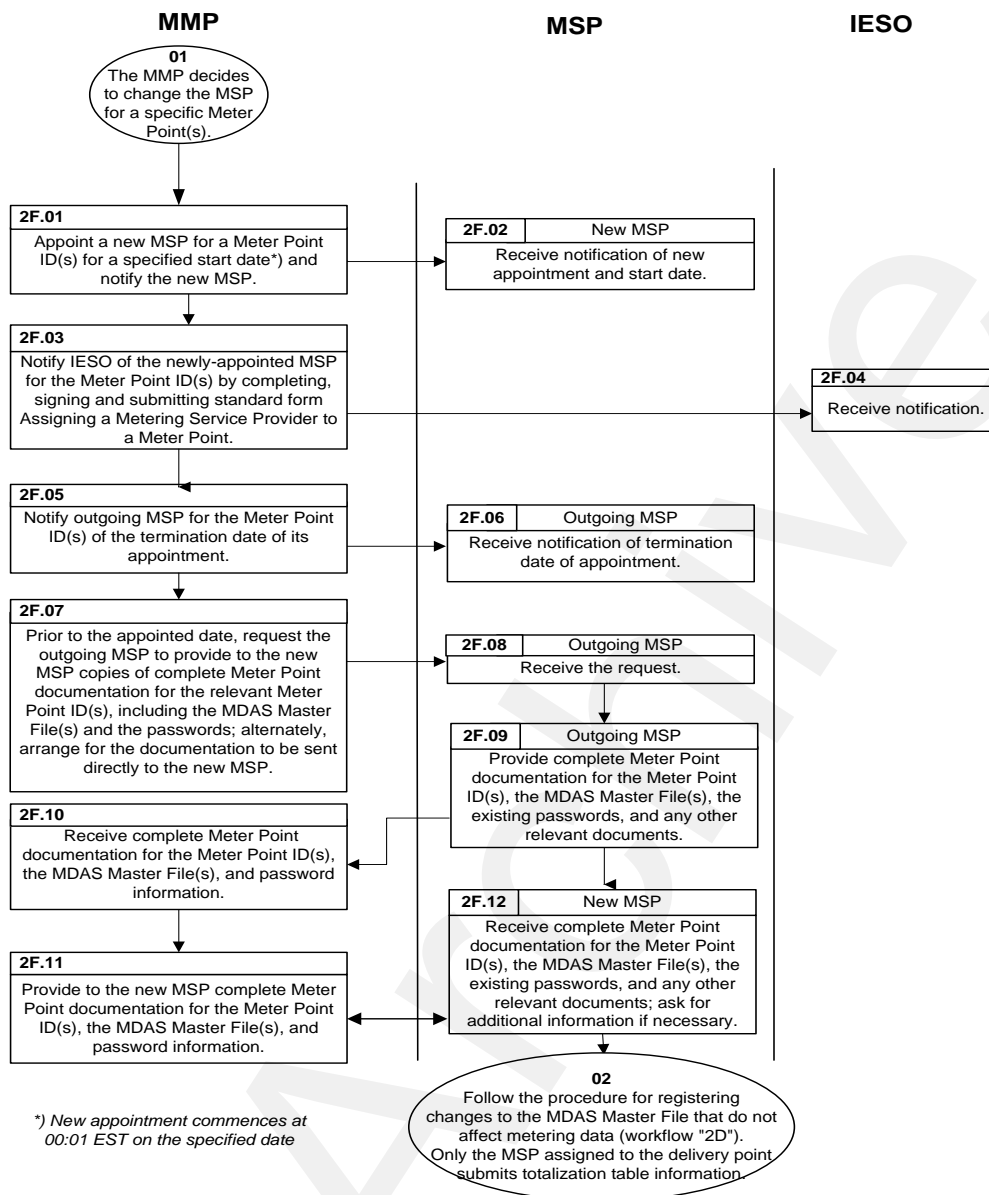 MMP
MSP
IESO
01
The MMP decides
to change the MSP
for a specific Meter
Point(s).
2F.01
Appoint a new MSP for a Meter Point
ID(s) for a specified start date*) and
notify the new MSP.
2F.02 New MSP
Receive notification of new
appointment and start date.
2F.03
Notify IESO of the newly-appointed MSP
for the Meter Point ID(s) by completing,
signing and submitting standard form
Assigning a Metering Service Provider to
a Meter Point.
2F.04
Receive notification.
2F.05
Notify outgoing MSP for the Meter Point
ID(s) of the termination date of its
appointment.
2F.06 Outgoing MSP
Receive notification of termination
date of appointment.
2F.07
Prior to the appointed date, request the
outgoing MSP to provide to the new
MSP copies of complete Meter Point
documentation for the relevant Meter
Point ID(s), including the MDAS Master
File(s) and the passwords; alternately,
arrange for the documentation to be sent
directly to the new MSP.
2F.08 Outgoing MSP
Receive the request.
2F.09 Outgoing MSP
Provide complete Meter Point
documentation for the Meter Point
ID(s), the MDAS Master File(s), the
existing passwords, and any other
relevant documents.
2F.10
Receive complete Meter Point
documentation for the Meter Point ID(s),
the MDAS Master File(s), and password
information.
2F.12 New MSP
Receive complete Meter Point
documentation for the Meter Point
ID(s), the MDAS Master File(s), the
existing passwords, and any other
relevant documents; ask for
additional information if necessary.
2F.11
Provide to the new MSP complete Meter
Point documentation for the Meter Point
ID(s), the MDAS Master File(s), and
password information.
02
Follow the procedure for registering
changes to the MDAS Master File that do not
affect metering data (workflow "2D").
Only the MSP assigned to the delivery point
submits totalization table information.
*) New appointment commences at
00:01 EST on the specified date
Archive